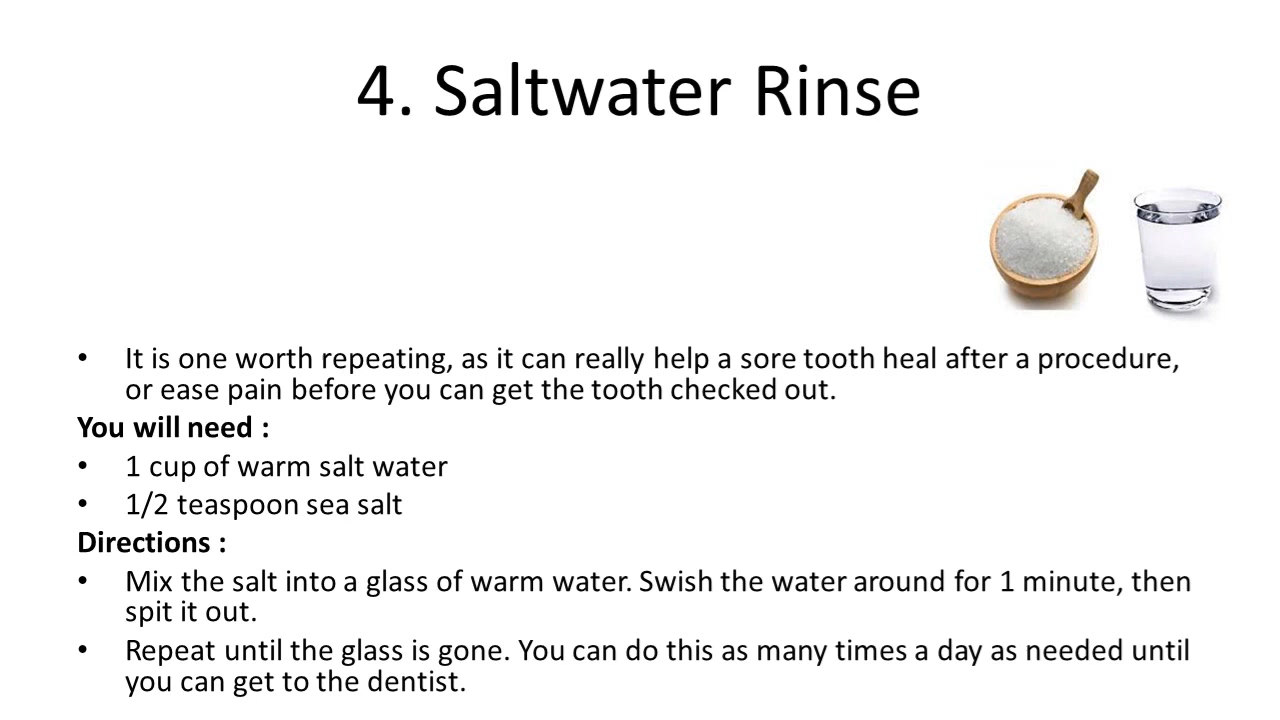 4. Saltwater Rinse
• It is one worth repeating, as it can really help a sore tooth heal after a procedure,
or ease pain before you can get the tooth checked out.
You will need :
• 1 cup of warm salt water
• 1/2 teaspoon sea salt
Directions :
• Mix the salt into a glass of warm water. Swish the water around for 1 minute, then
spit it out.
• Repeat until the glass is gone. You can do this as many times a day as needed until
you can get to the dentist.